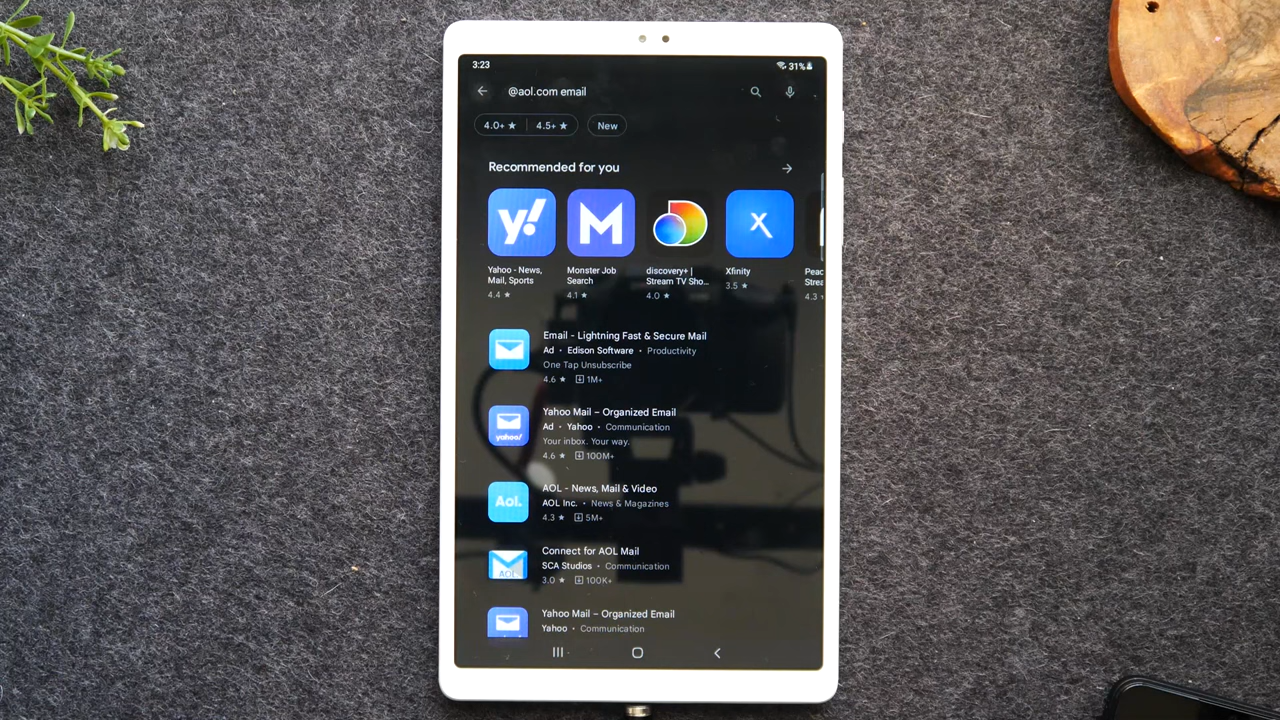 3:23
31%
@aol.com email
4.0+ ★ 4.5+ ★ New
Recommended for you
y!
M
X
Yahoo - News, Mail, Sports
4.4 ★
Monster Job Search
4.1 ★
discovery+ | Stream TV Sho...
4.0 ★
Xfinity
3.5 ★
4.3
Email - Lightning Fast & Secure Mail
Ad • Edison Software • Productivity
One Tap Unsubscribe
4.6 ★ 1M+
yahoo!
Yahoo Mail – Organized Email
Ad • Yahoo • Communication
Your inbox. Your way.
4.6 ★ 100M+
Aol.
AOL - News, Mail & Video
AOL Inc. • News & Magazines
4.3 ★ 5M+
AOL
Connect for AOL Mail
SCA Studios • Communication
3.0 ★ 100K+
Yahoo Mail – Organized Email
Yahoo • Communication